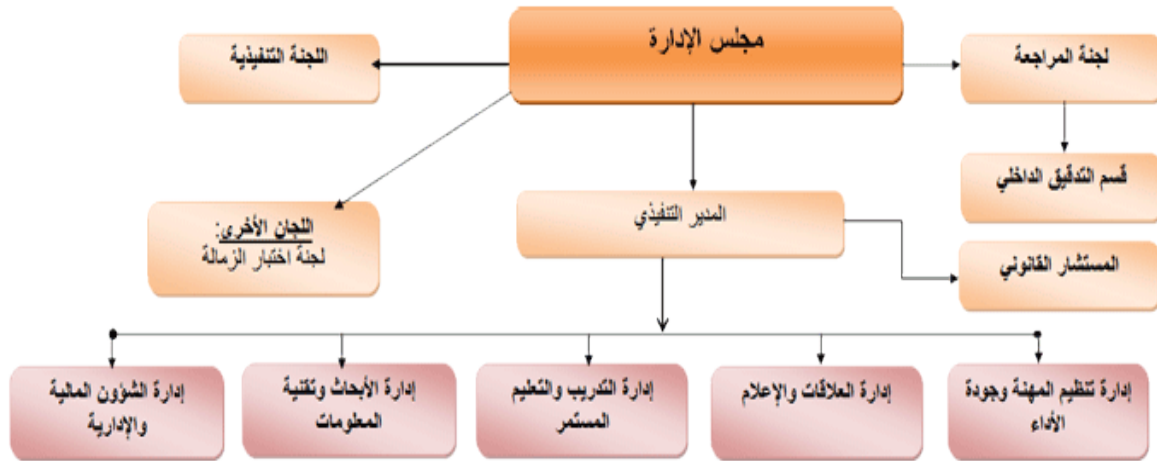 مجلس الإدارة
لجنة المراجعة
اللجنة التنفيذية
قسم التدقيق الداخلي
المدير التنفيذي
اللجان الأخرى:
لجنة اختبار الزمالة
المستشار القانوني
إدارة تنظيم المهنة وجودة
الأداء
إدارة العلاقات والإعلام
إدارة التدريب والتعليم
المستمر
إدارة الأبحاث وتقنية
المعلومات
إدارة الشؤون المالية
والإدارية